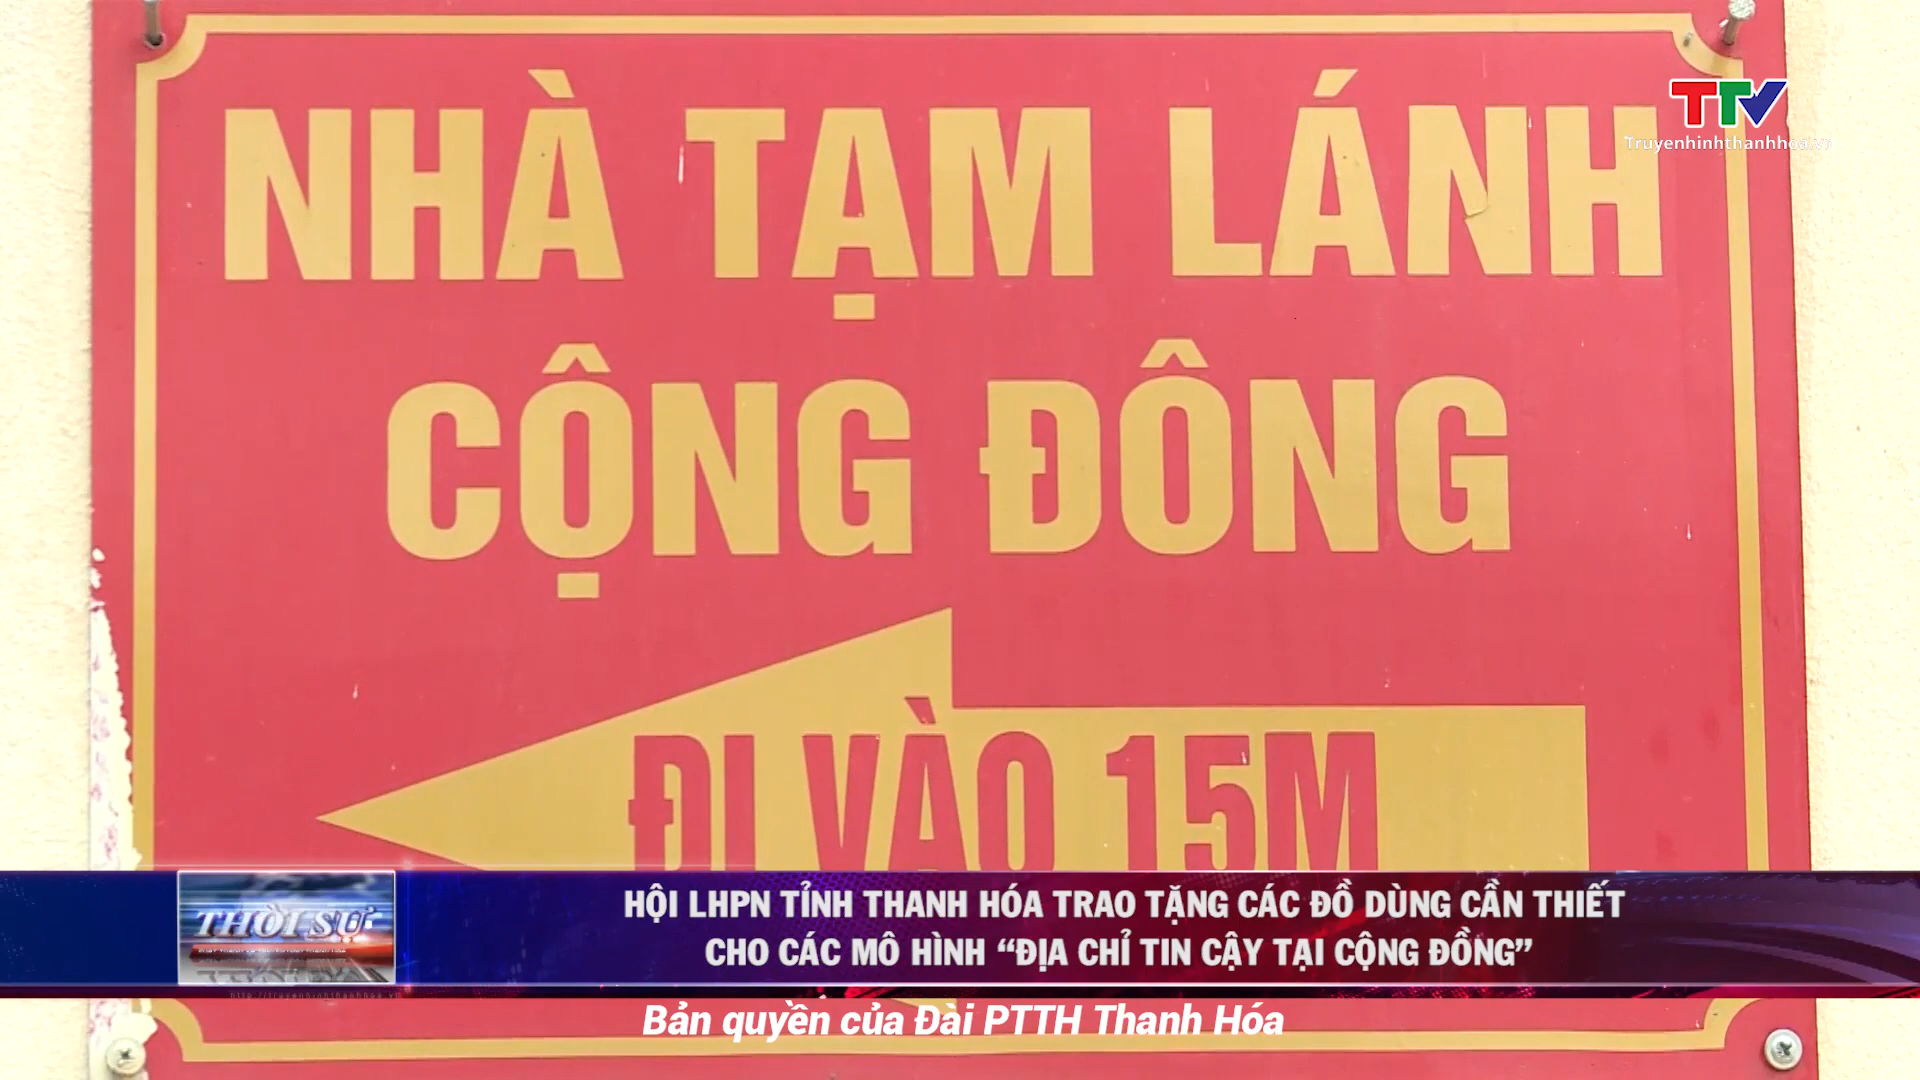 NHÀ TẠM LÁNH
TTV
Truyenhinhthanhhoa.vn
CỘNG ĐÔNG
ĐI VÀO 15M
THỜI SỰ
HỘI LHPN TỈNH THANH HÓA TRAO TẶNG CÁC ĐỒ DÙNG CẦN THIẾT
CHO CÁC MÔ HÌNH “ĐỊA CHỈ TIN CẬY TẠI CỘNG ĐỒNG”
Bản quyền của Đài PTTH Thanh Hóa